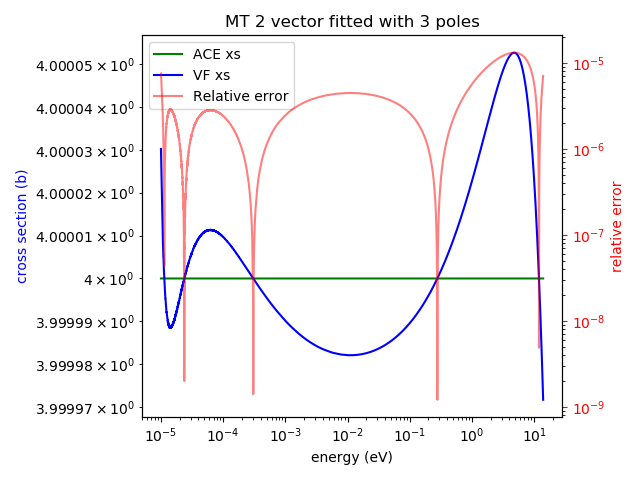 MT 2 vector fitted with 3 poles
ACE xs
VF xs
Relative error
cross section (b)
4.00005 × 10⁰
4.00004 × 10⁰
4.00003 × 10⁰
4.00002 × 10⁰
4.00001 × 10⁰
4 × 10⁰
3.99999 × 10⁰
3.99998 × 10⁰
3.99997 × 10⁰
10⁻⁵
10⁻⁶
10⁻⁷
10⁻⁸
10⁻⁹
relative error
10⁻⁵ 10⁻⁴ 10⁻³ 10⁻² 10⁻¹ 10⁰ 10¹
energy (eV)